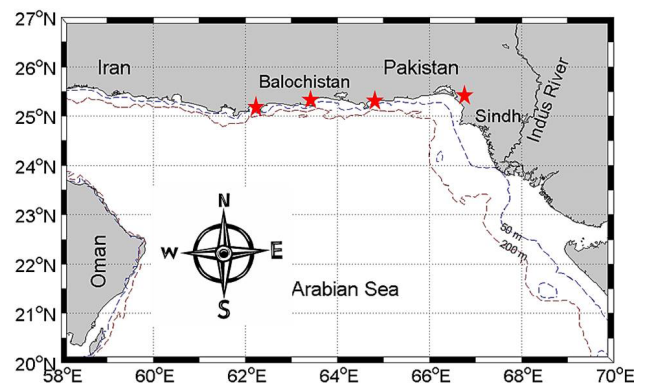 27°N
26°N
25°N
24°N
23°N
22°N
21°N
20°N
58°E
60°E
62°E
64°E
66°E
68°E
70°E
Iran
Balochistan
Pakistan
Sindh
Indus River
Oman
Arabian Sea
50 m
200 m
N
W
E
S